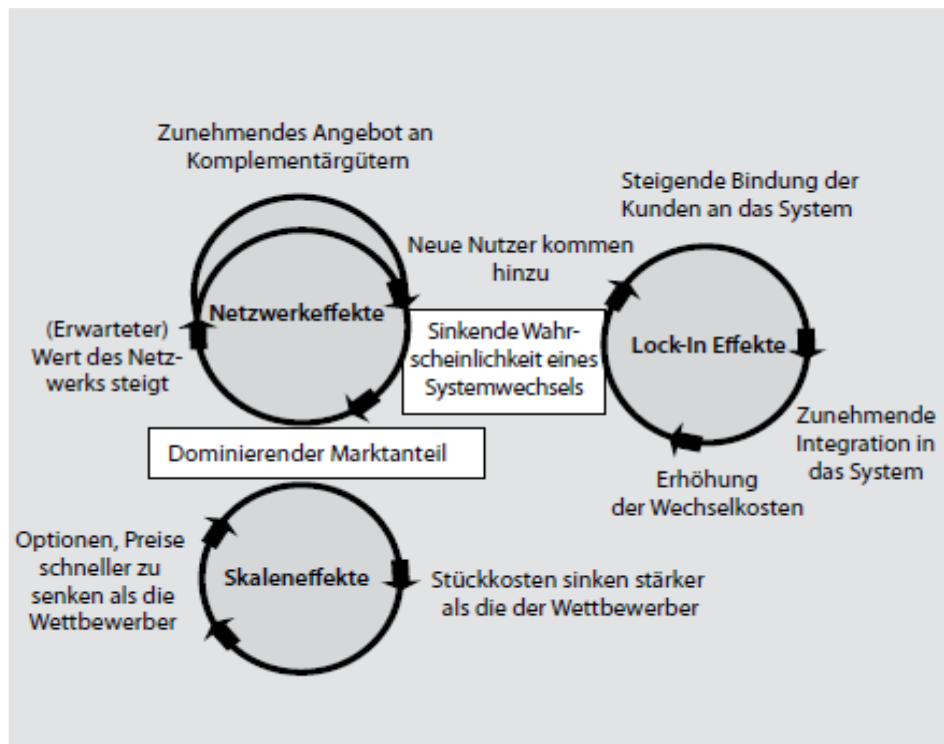 Zunehmendes Angebot an
Komplementärgütern
Steigende Bindung der
Kunden an das System
Neue Nutzer kommen
hinzu
Netzwerkeffekte
(Erwarteter)
Wert des Netz-
werks steigt
Sinkende Wahr-
scheinlichkeit eines
Systemwechsels
Lock-In Effekte
Zunehmende
Integration in
das System
Dominierender Marktanteil
Erhöhung
der Wechselkosten
Optionen, Preise
schneller zu
senken als die
Wettbewerber
Skaleneffekte
Stückkosten sinken stärker
als die der Wettbewerber